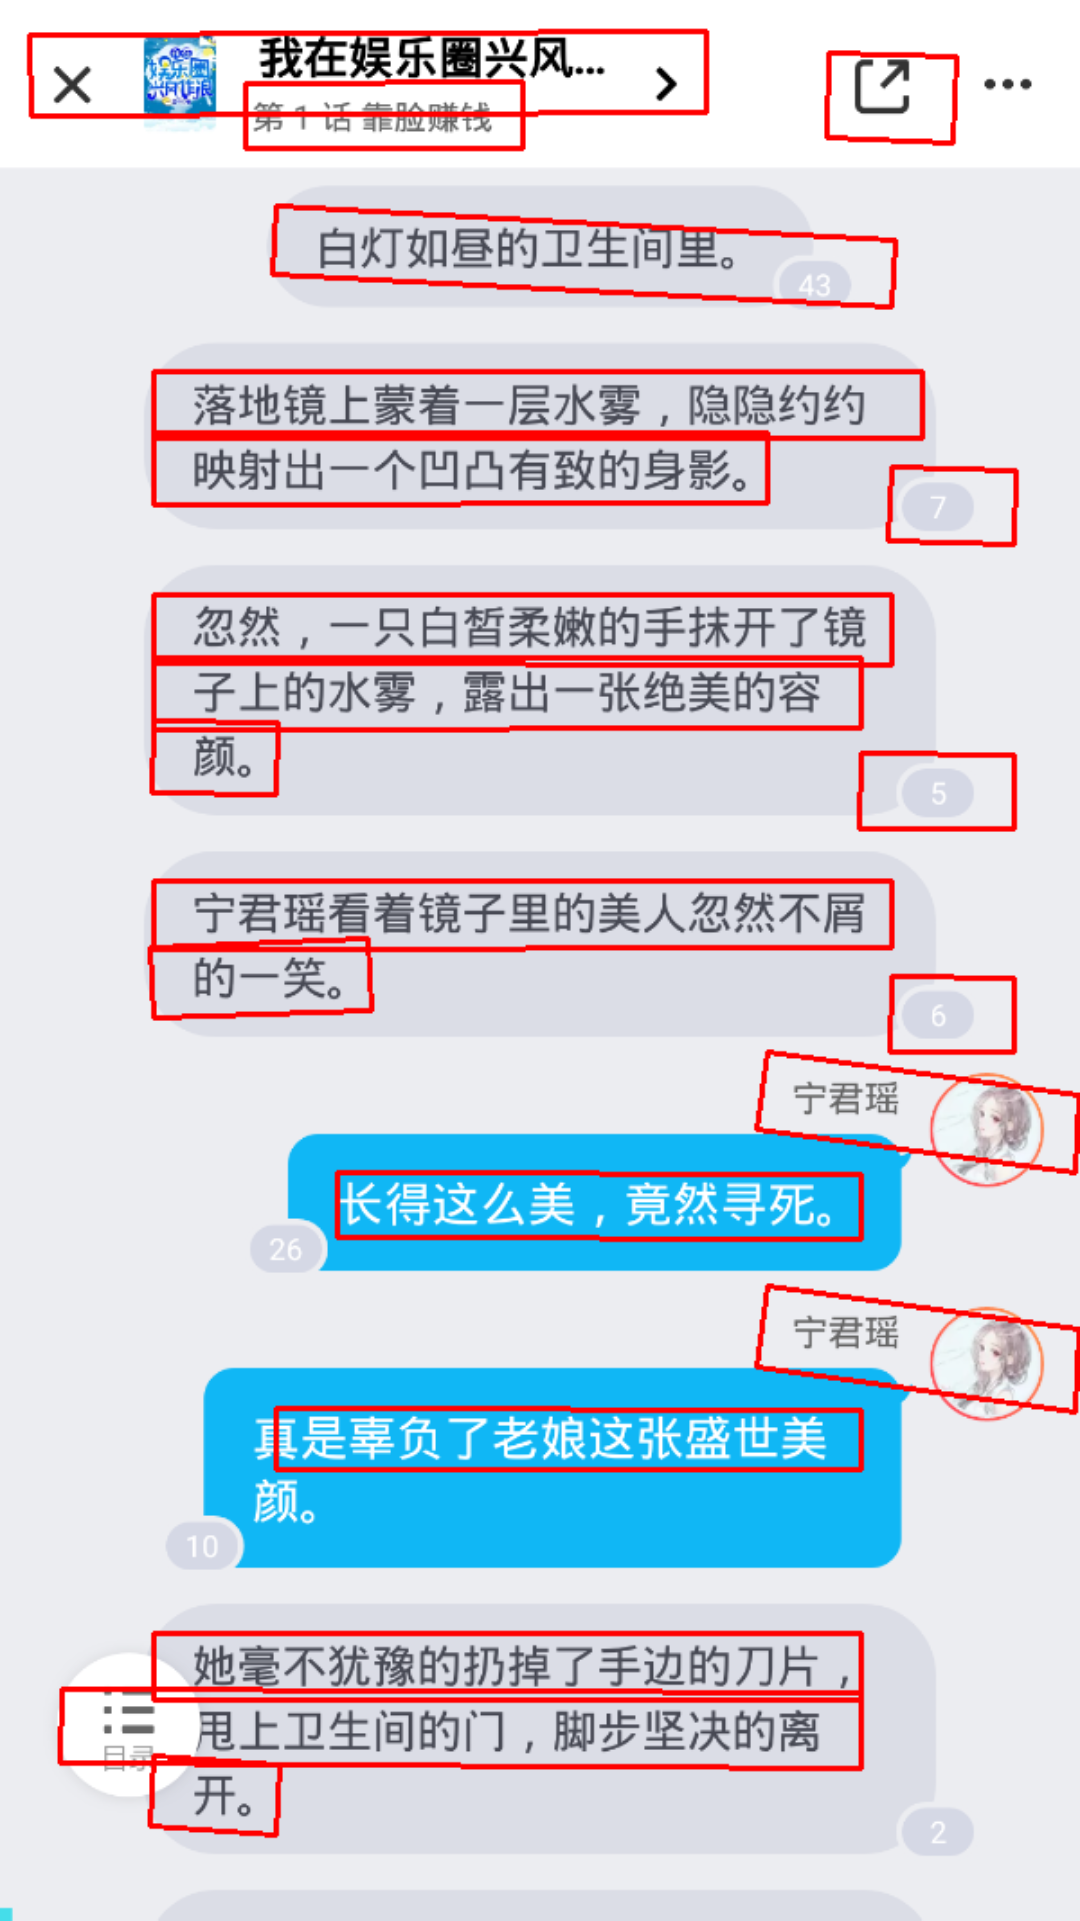 我在娱乐圈兴风...
第1话 靠脸赚钱
白灯如昼的卫生间里。
43
落地镜上蒙着一层水雾，隐隐约约
映射出一个凹凸有致的身影。
7
忽然，一只白皙柔嫩的手抹开了镜
子上的水雾，露出一张绝美的容
颜。
5
宁君瑶看着镜子里的美人忽然不屑
的一笑。
6
宁君瑶
长得这么美，竟然寻死。
26
宁君瑶
真是辜负了老娘这张盛世美
颜。
10
她毫不犹豫的扔掉了手边的刀片，
甩上卫生间的门，脚步坚决的离
开。
目录
2